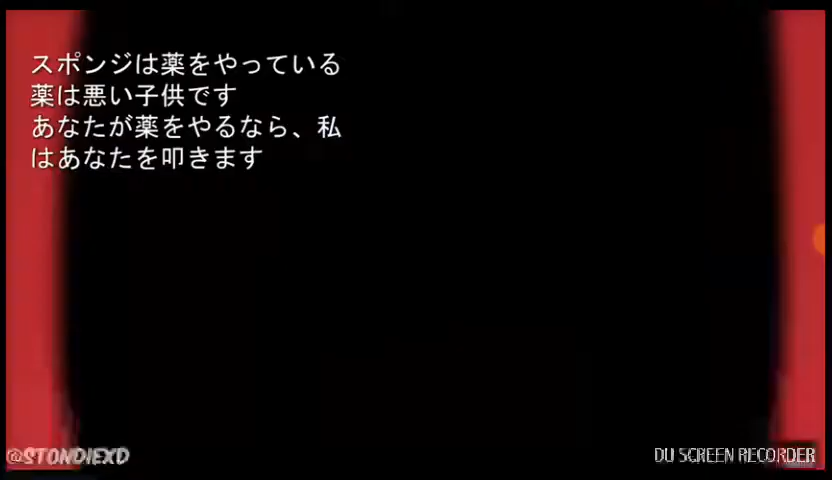 スポンジは薬をやっている
薬は悪い子供です
あなたが薬をやるなら、私
はあなたを叩きます
@STONDIEXD
DU SCREEN RECORDER